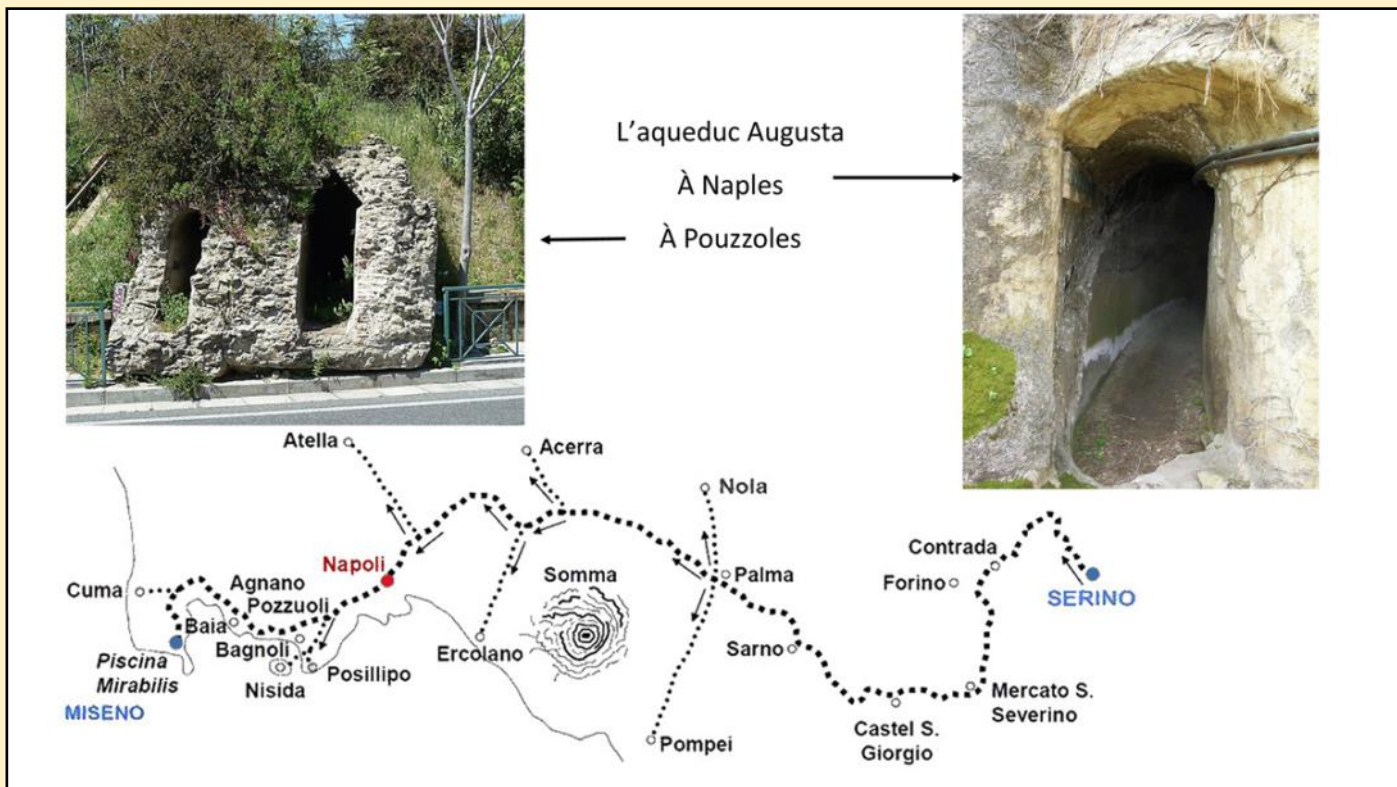 L'aqueduc Augusta
À Naples
À Pouzzoles
Atella
Acerra
Nola
Contrada
Napoli
Forino
Cuma
Agnano
Somma
Palma
SERINO
Pozzuoli
Baia
Bagnoli
Ercolano
Sarno
Piscina
Mirabilis
Nisida
Posillipo
Mercato S.
Severino
MISENO
Pompei
Castel S.
Giorgio